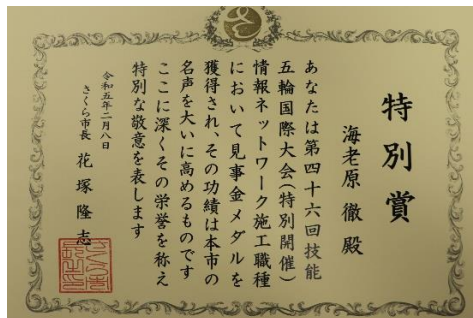 特別賞
海老原徹殿
あなたは第四十六回技能
五輪国際大会(特別開催)
情報ネットワーク施工職種
において見事金メダルを
獲得され、その功績は本市の
名声を大いに高めるものです
ここに深くその栄誉を称え
特別な敬意を表します
令和五年二月八日
さくら市長 花塚隆志